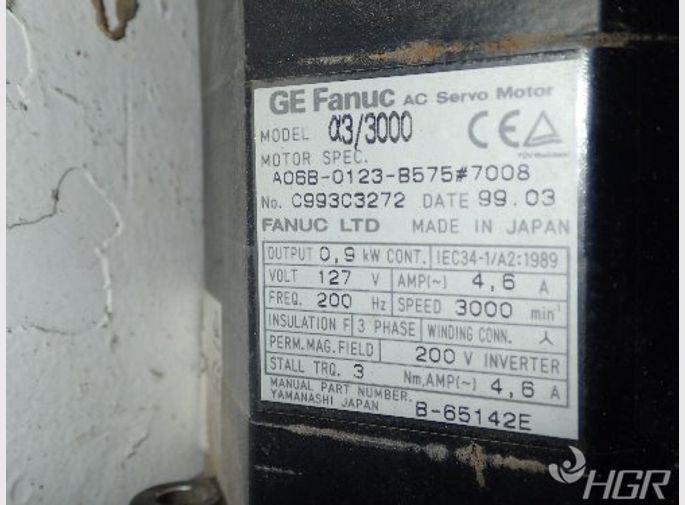 GE Fanuc AC Servo Motor
MODEL α3/3000
CE TÜV
MOTOR SPEC.
A06B-0123-B575#7008
No. C993C3272 DATE 99.03
FANUC LTD MADE IN JAPAN
OUTPUT 0,9 kW CONT. IEC34-1/A2:1989
VOLT 127 V AMP(~) 4,6 A
FREQ. 200 Hz SPEED 3000 min-1
INSULATION F 3 PHASE WINDING CONN. Y
PERM.MAG.FIELD 200 V INVERTER
STALL TRQ. 3 Nm,AMP(~) 4,6 A
MANUAL PART NUMBER.
YAMANASHI JAPAN B-65142E
HGR